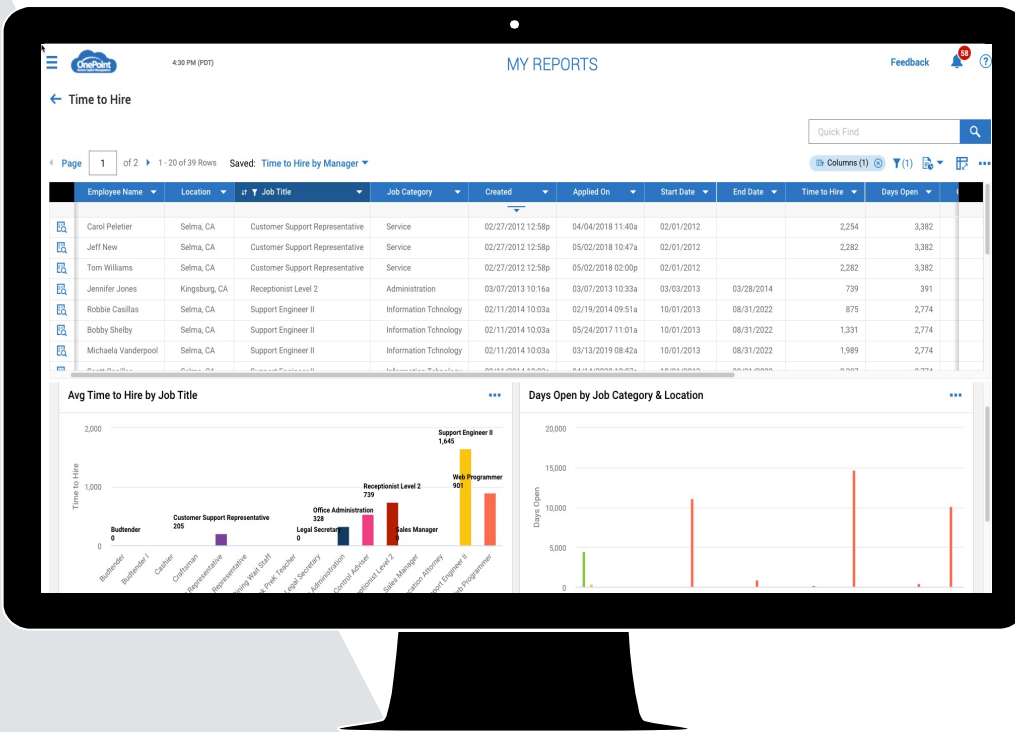 OnePoint
4:30 PM (PDT)
MY REPORTS
Feedback
58
?
Time to Hire
Quick Find
Page 1 of 2 1 - 20 of 39 Rows Saved: Time to Hire by Manager
Columns (1) (1)
Employee Name Location Job Title Job Category Created Applied On Start Date End Date Time to Hire Days Open
Carol Peletier Selma, CA Customer Support Representative Service 02/27/2012 12:58p 04/04/2018 11:40a 02/01/2012 2,254 3,382
Jeff New Selma, CA Customer Support Representative Service 02/27/2012 12:58p 05/02/2018 10:47a 02/01/2012 2,282 3,382
Tom Williams Selma, CA Customer Support Representative Service 02/27/2012 12:58p 05/02/2018 02:00p 02/01/2012 2,282 3,382
Jennifer Jones Kingsburg, CA Receptionist Level 2 Administration 03/07/2013 10:16a 03/07/2013 10:33a 03/03/2013 03/28/2014 739 391
Robbie Casillas Selma, CA Support Engineer II Information Tchnology 02/11/2014 10:03a 02/19/2014 09:51a 10/01/2013 08/31/2022 875 2,774
Bobby Shelby Selma, CA Support Engineer II Information Tchnology 02/11/2014 10:03a 05/24/2017 11:01a 10/01/2013 08/31/2022 1,331 2,774
Michaela Vanderpool Selma, CA Support Engineer II Information Tchnology 02/11/2014 10:03a 03/13/2019 08:42a 10/01/2013 08/31/2022 1,989 2,774
Avg Time to Hire by Job Title
Time to Hire
2,000
1,000
0
Budtender
0
Customer Support Representative
205
Legal Secretary
0
Office Administration
328
Receptionist Level 2
739
Sales Manager
0
Support Engineer II
1,645
Web Programmer
901
Budtender
Budtender I
Cashier
Craftsman
Representative
Representative
Wait Staff
PreK Teacher
Legal Secretary
Administration
Control Adviser
Level 2
Sales Manager
Attorney
Engineer II
Programmer
Days Open by Job Category & Location
Days Open
20,000
15,000
10,000
5,000
0